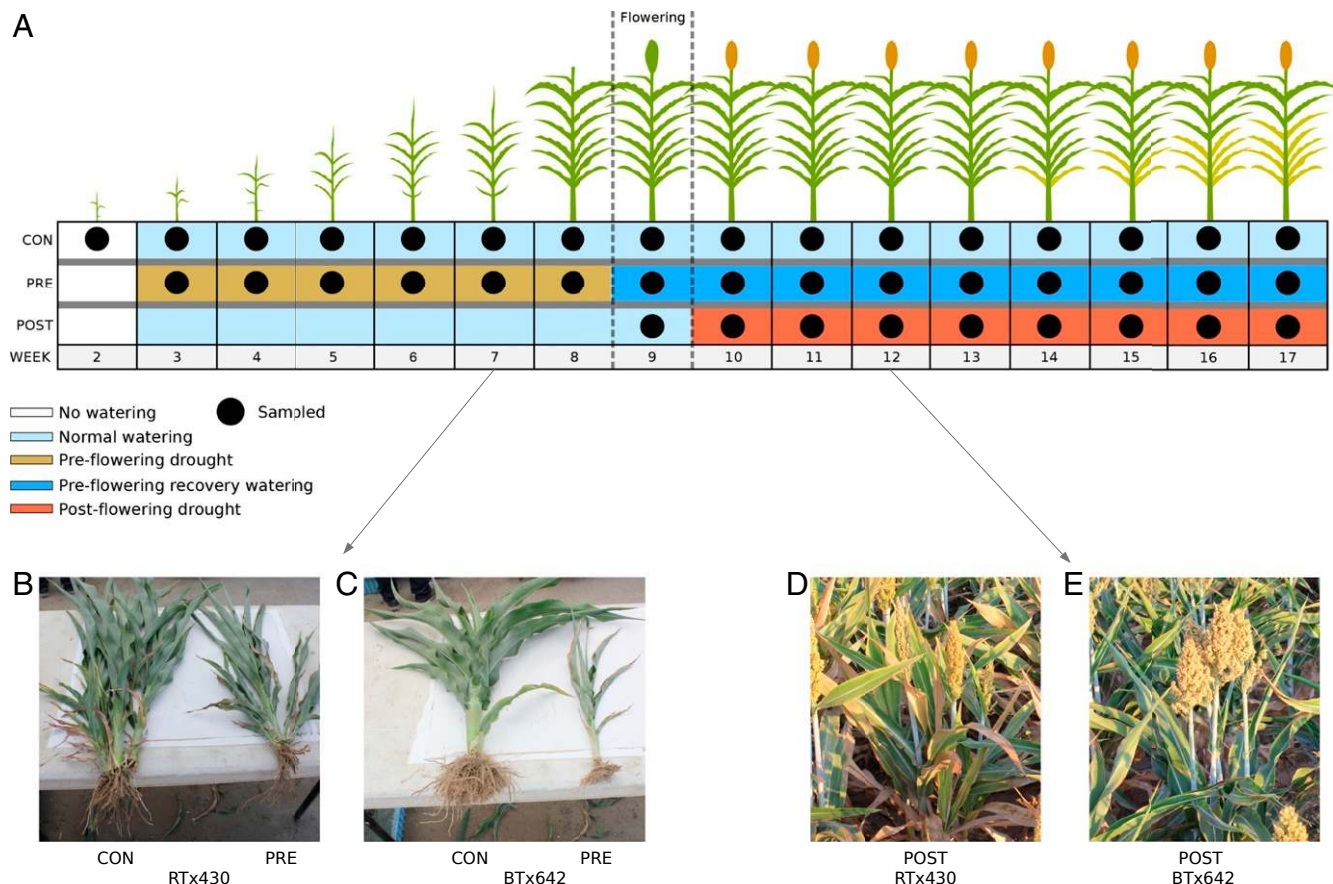 A
Flowering
CON
PRE
POST
WEEK 2 3 4 5 6 7 8 9 10 11 12 13 14 15 16 17
No watering
Sampled
Normal watering
Pre-flowering drought
Pre-flowering recovery watering
Post-flowering drought
B
C
D
E
CON PRE
RTx430
CON PRE
BTx642
POST
RTx430
POST
BTx642